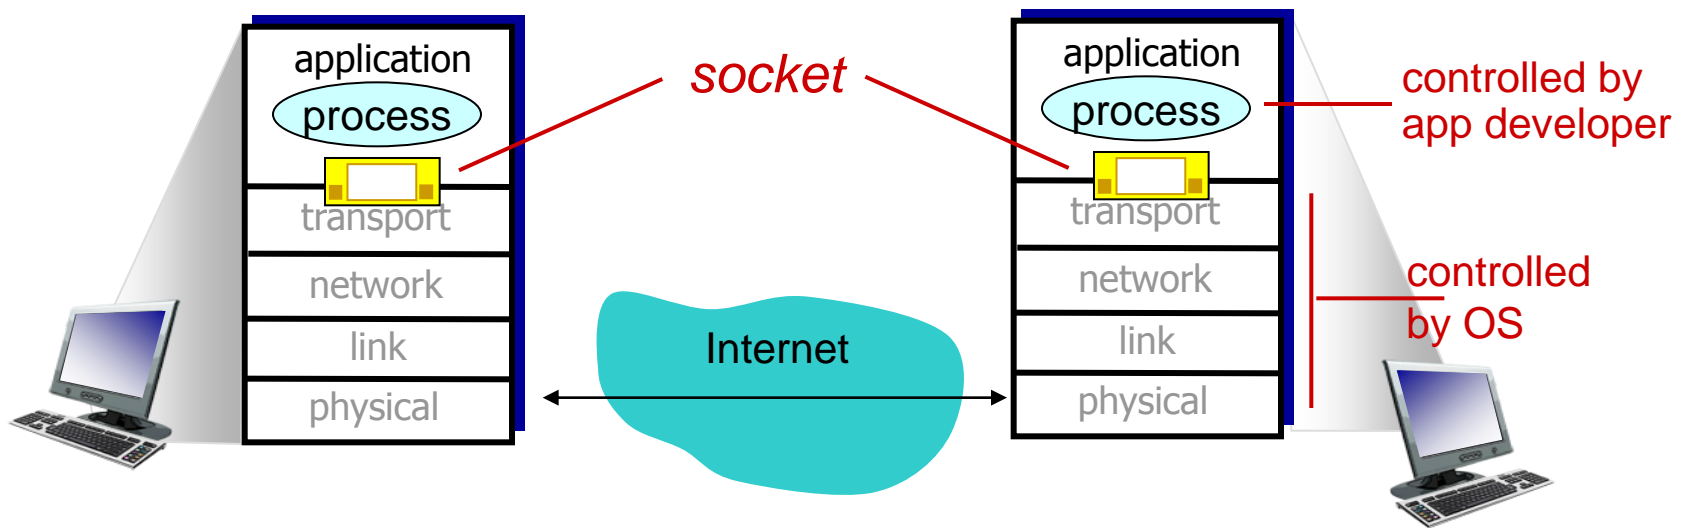 application
process
transport
network
link
physical
socket
Internet
application
process
transport
network
link
physical
controlled by
app developer
controlled
by OS